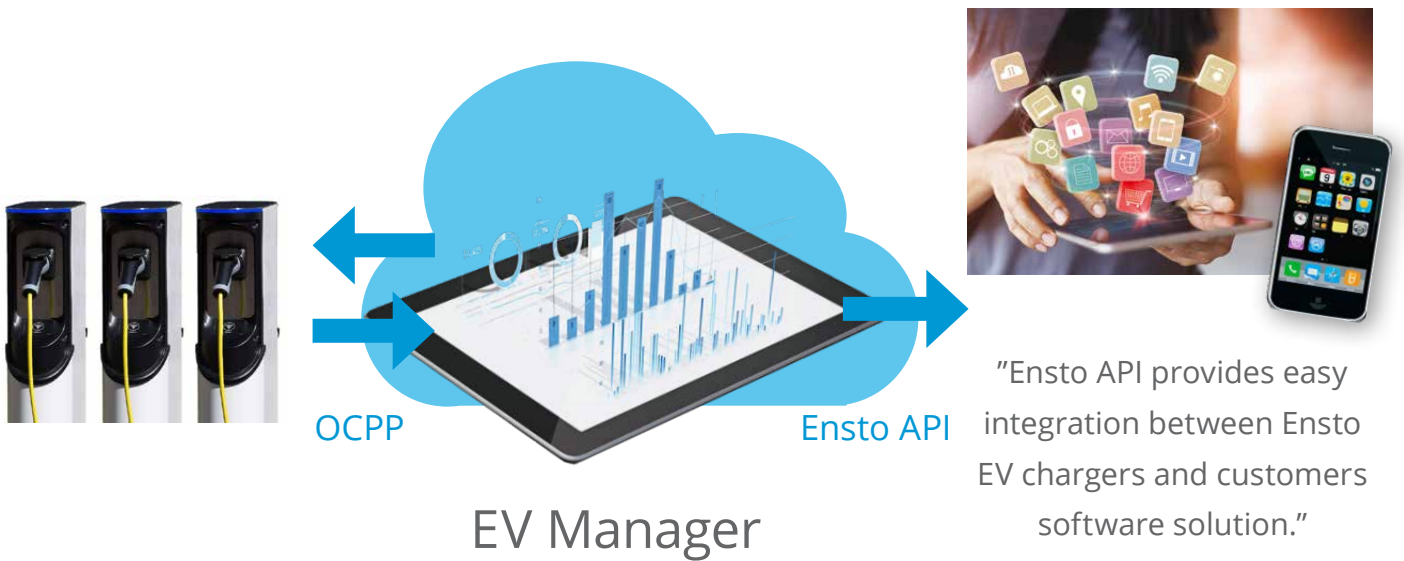 OCPP
Ensto API
EV Manager
”Ensto API provides easy
integration between Ensto
EV chargers and customers
software solution.”